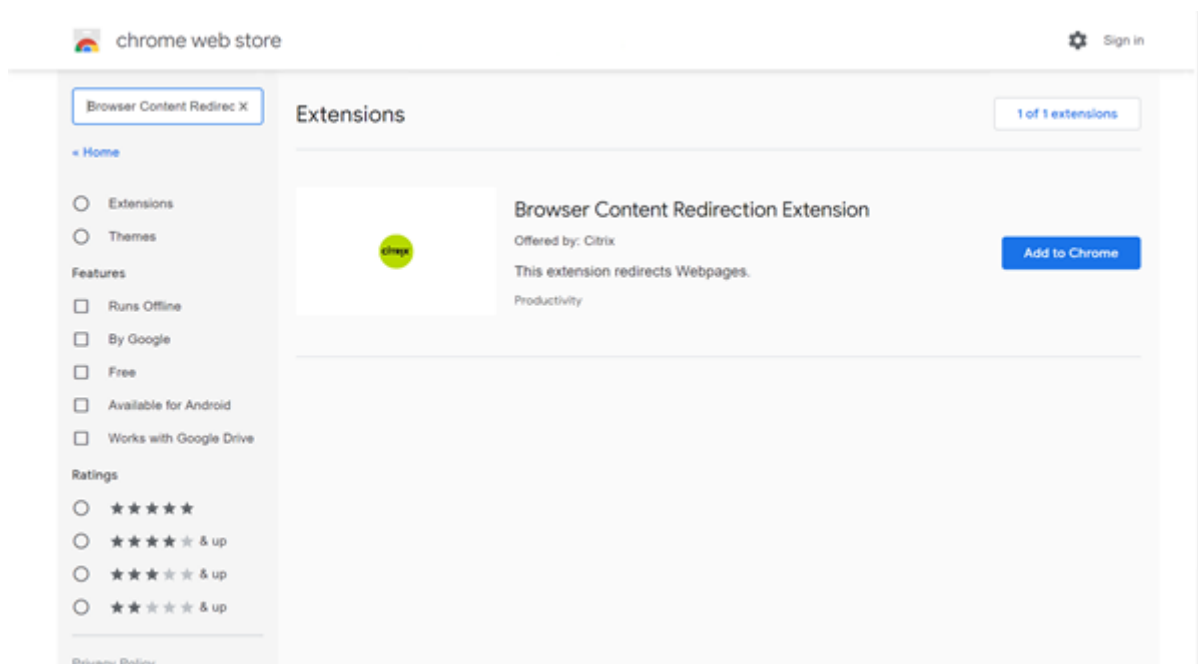 chrome web store
Sign in
Browser Content Redirec X
Extensions
1 of 1 extensions
« Home
Browser Content Redirection Extension
Offered by: Citrix
This extension redirects Webpages.
Productivity
citrix
Add to Chrome
Extensions
Themes
Features
Runs Offline
By Google
Free
Available for Android
Works with Google Drive
Ratings
& up
& up
& up
Privacy Policy